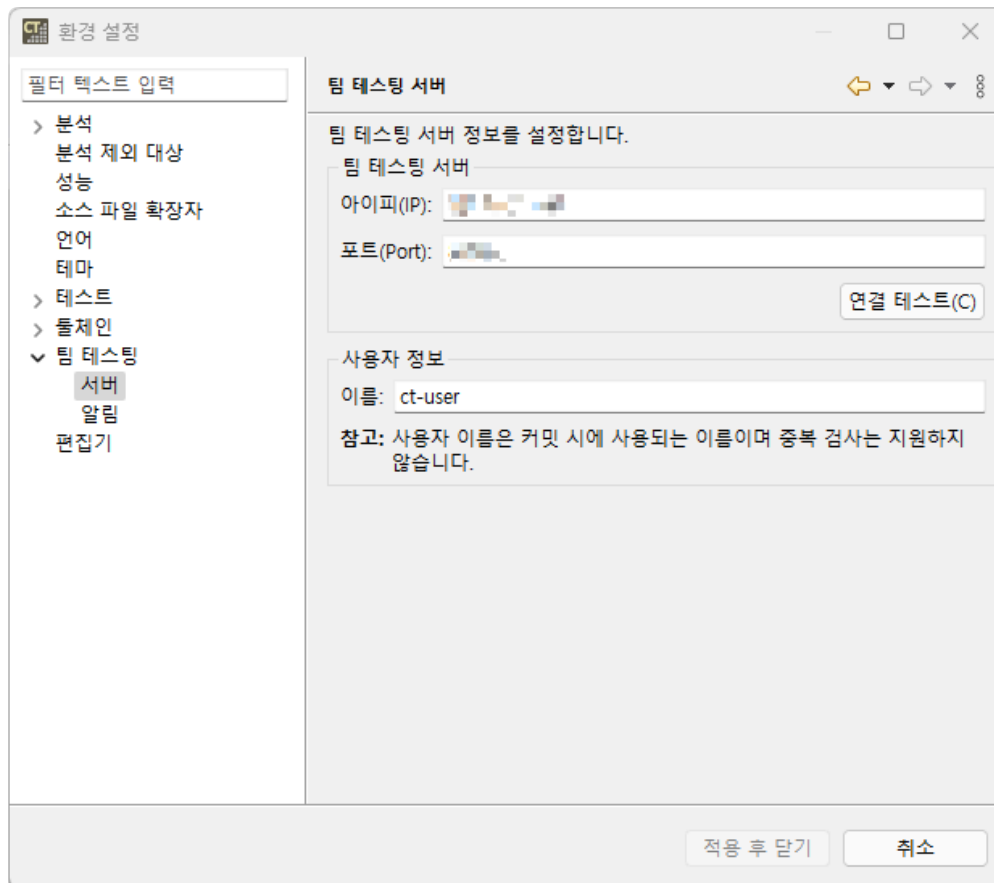 CT
환경 설정
필터 텍스트 입력
분석
분석 제외 대상
성능
소스 파일 확장자
언어
테마
테스트
툴체인
팀 테스팅
서버
알림
편집기
팀 테스팅 서버
팀 테스팅 서버 정보를 설정합니다.
팀 테스팅 서버
아이피(IP):
포트(Port):
연결 테스트(C)
사용자 정보
이름: ct-user
참고: 사용자 이름은 커밋 시에 사용되는 이름이며 중복 검사는 지원하지
않습니다.
적용 후 닫기
취소